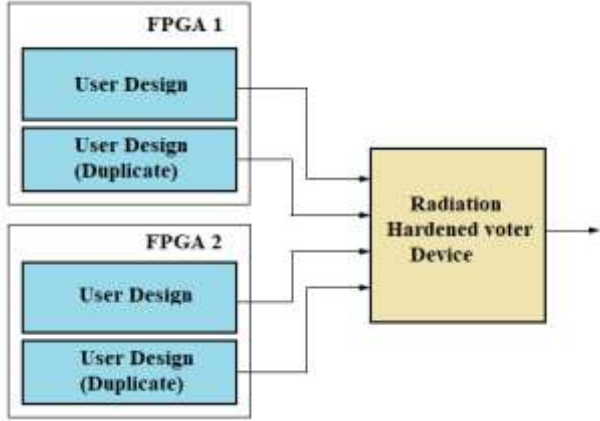 FPGA 1
User Design
User Design
(Duplicate)
FPGA 2
User Design
User Design
(Duplicate)
Radiation
Hardened voter
Device